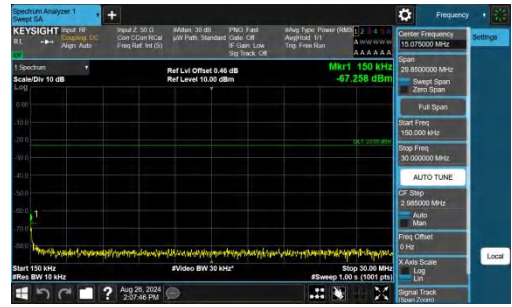 Spectrum Analyzer 1
Swept SA
Frequency
KEYSIGHT
Input: RF
Coupling: DC
Align: Auto
Input Z: 50 Ω
Corr CCorr RCal
Freq Ref: Int (S)
#Atten: 30 dB
µW Path: Standard
PNO: Fast
Gate: Off
IF Gain: Low
Sig Track: Off
#Avg Type: Power (RMS)
Avg|Hold: 1/1
Trig: Free Run
1 2 3 4 5 6
A W W W W W
A A A A A A
Center Frequency
15.075000 MHz
Settings
1 Spectrum
Scale/Div 10 dB
Ref Lvl Offset 0.46 dB
Ref Level 10.00 dBm
Mkr1 150 kHz
-67.258 dBm
Span
29.8500000 MHz
Swept Span
Zero Span
Full Span
Log
0.00
-10.0
-20.0
-30.0
-40.0
-50.0
-60.0
-70.0
-80.0
1
Start Freq
150.000 kHz
Stop Freq
30.000000 MHz
AUTO TUNE
CF Step
2.985000 MHz
Auto
Man
Freq Offset
0 Hz
X Axis Scale
Log
Lin
Local
Start 150 kHz
#Res BW 10 kHz
#Video BW 30 kHz*
Stop 30.00 MHz
#Sweep 1.00 s (1001 pts)
Aug 26, 2024
2:07:46 PM
Signal Track
(Span Zoom)